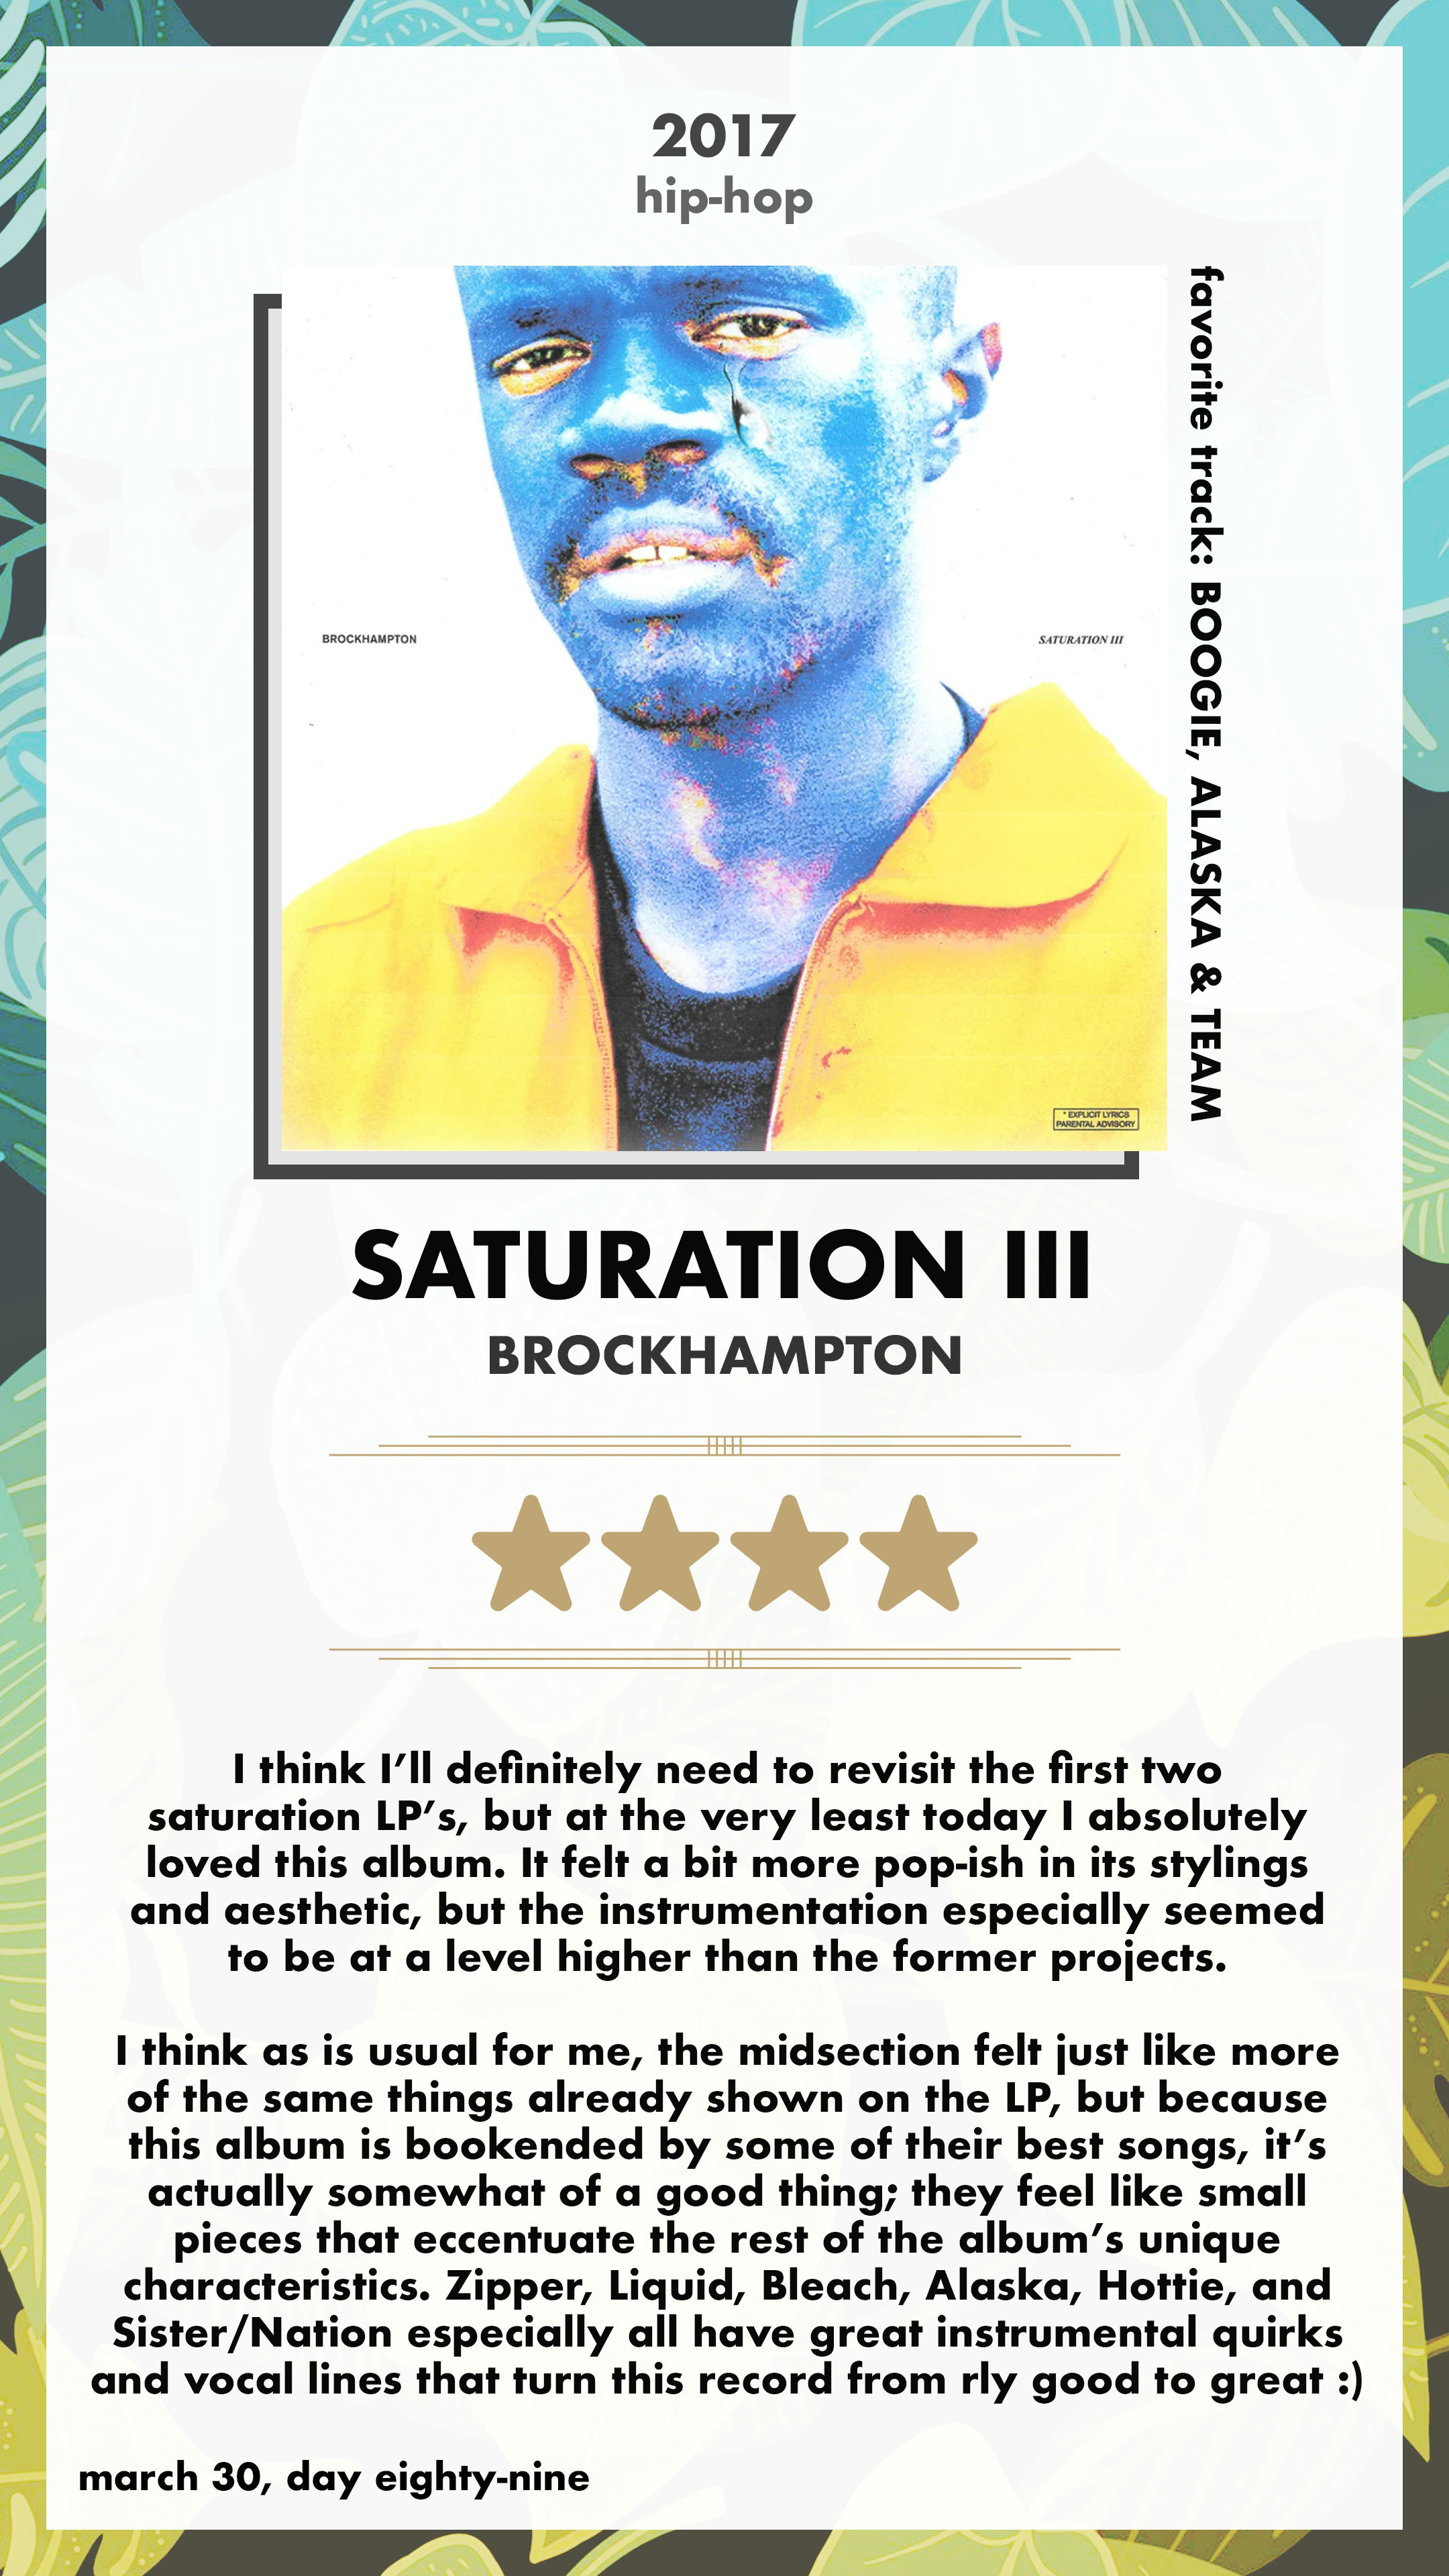 2017
hip-hop
favorite track: BOOGIE, ALASKA & TEAM
BROCKHAMPTON
SATURATION III
* EXPLICIT LYRICS
PARENTAL ADVISORY
SATURATION III
BROCKHAMPTON
I think I’ll definitely need to revisit the first two
saturation LP’s, but at the very least today I absolutely
loved this album. It felt a bit more pop-ish in its stylings
and aesthetic, but the instrumentation especially seemed
to be at a level higher than the former projects.
I think as is usual for me, the midsection felt just like more
of the same things already shown on the LP, but because
this album is bookended by some of their best songs, it’s
actually somewhat of a good thing; they feel like small
pieces that eccentuate the rest of the album’s unique
characteristics. Zipper, Liquid, Bleach, Alaska, Hottie, and
Sister/Nation especially all have great instrumental quirks
and vocal lines that turn this record from rly good to great :)
march 30, day eighty-nine